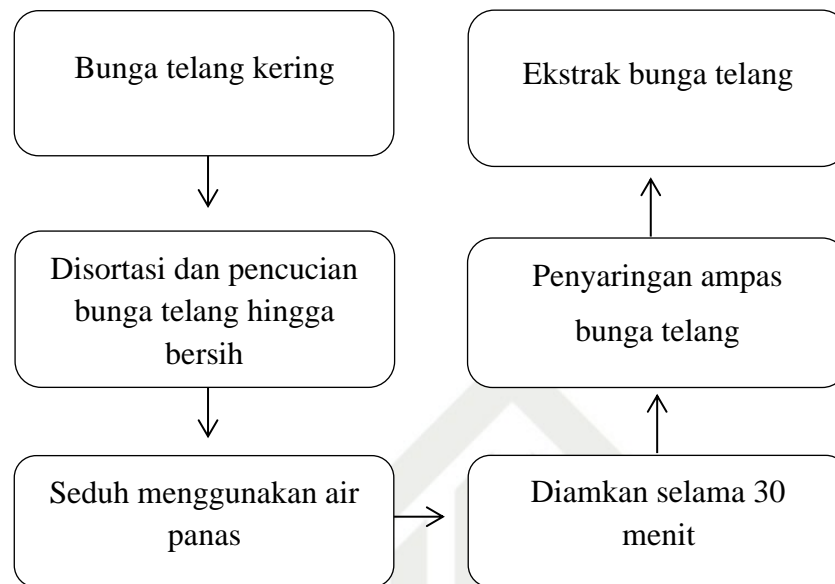 Bunga telang kering
Disortasi dan pencucian
bunga telang hingga
bersih
Seduh menggunakan air
panas
Diamkan selama 30
menit
Penyaringan ampas
bunga telang
Ekstrak bunga telang